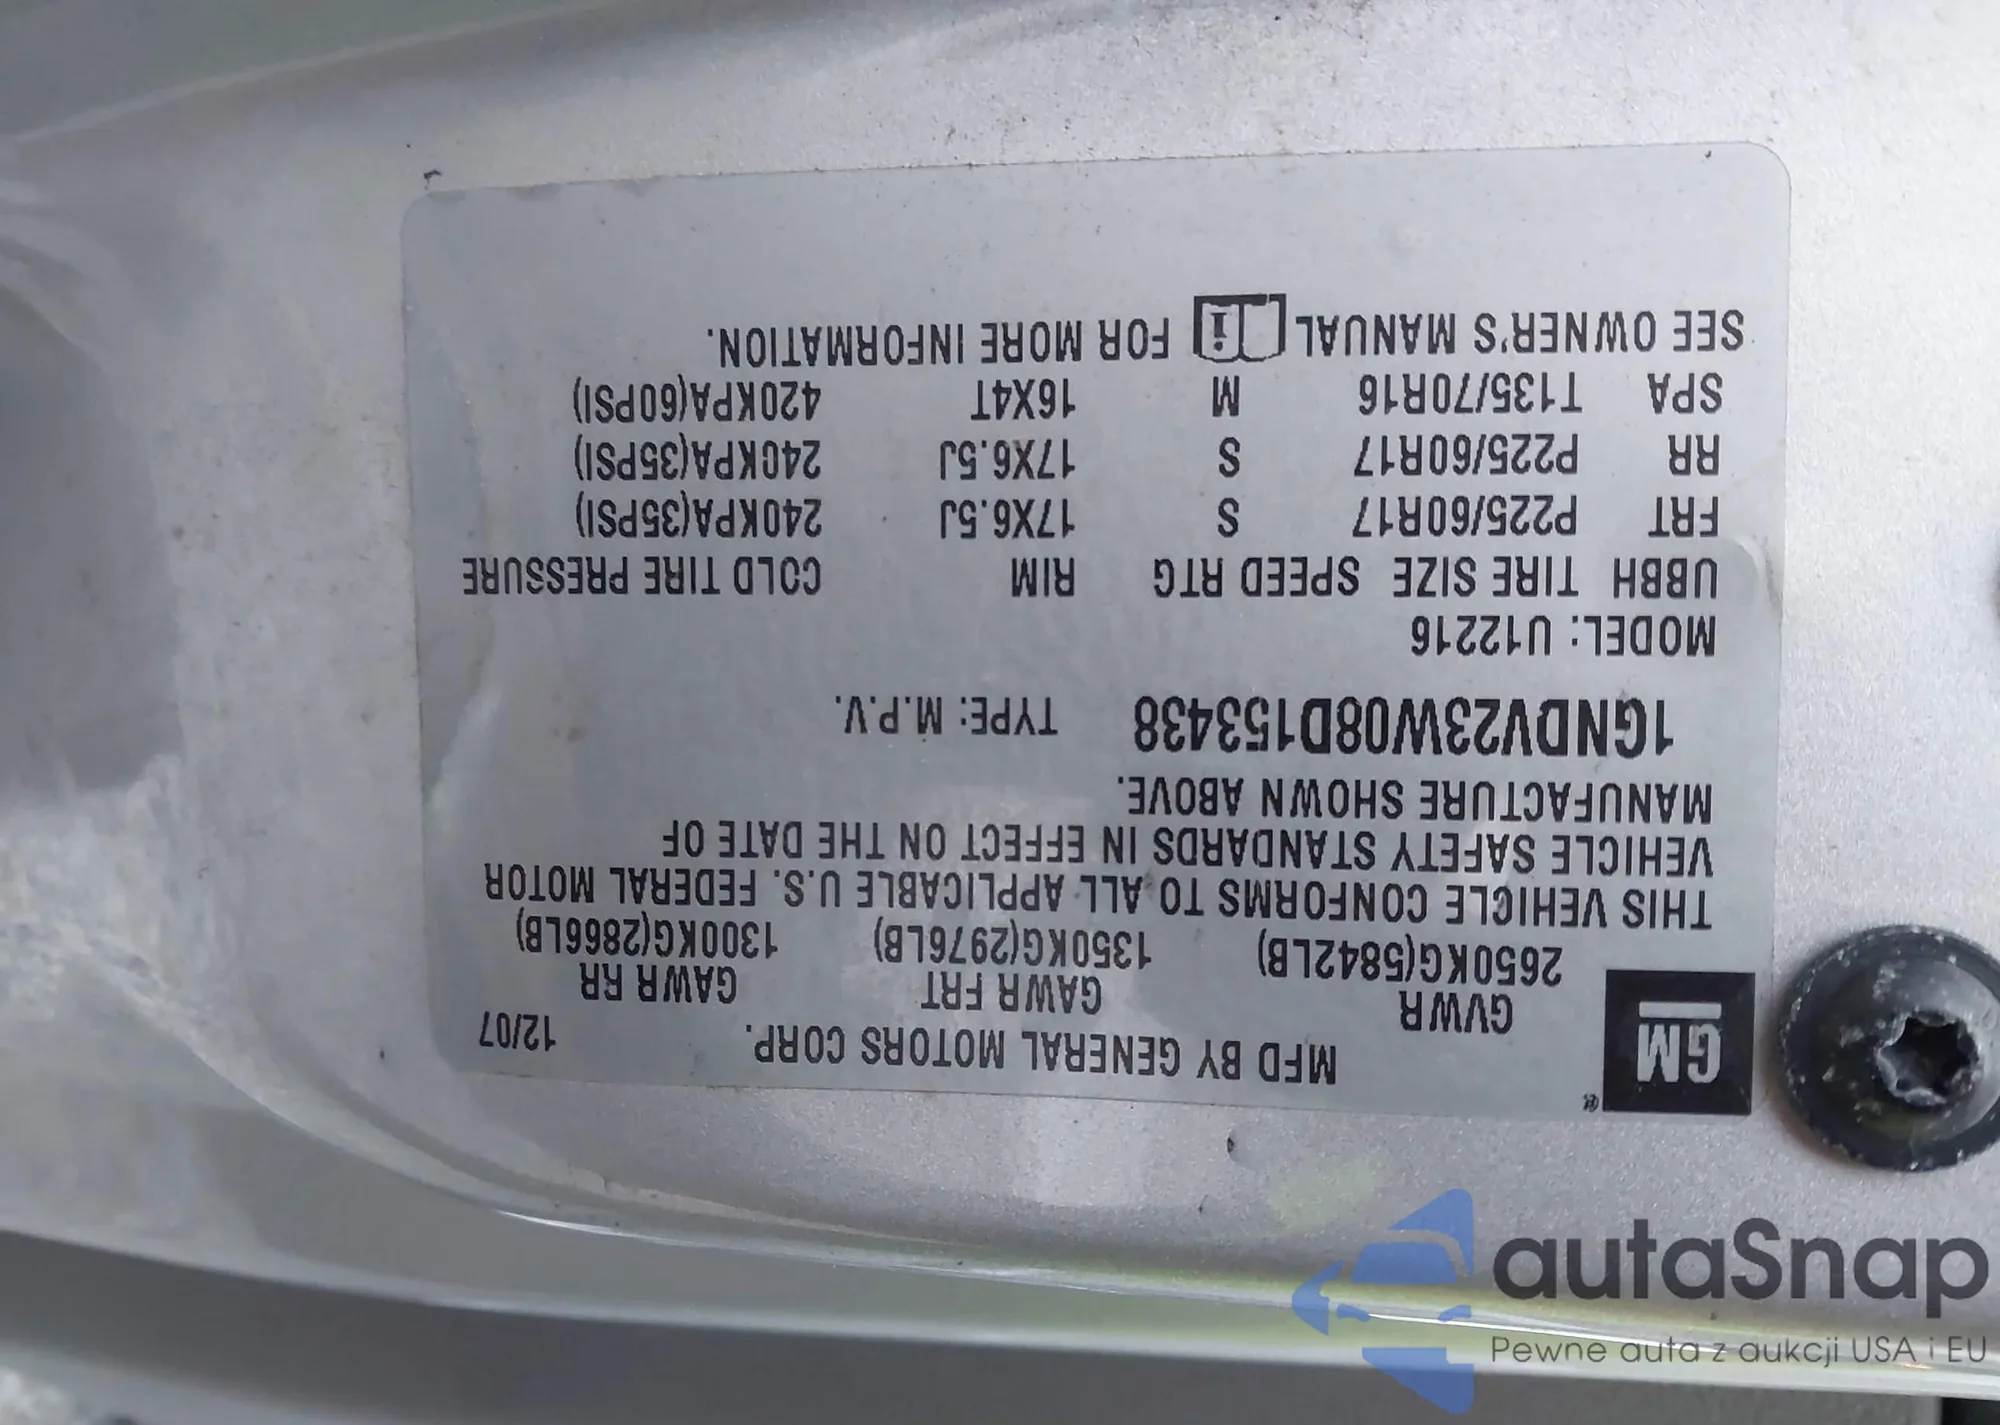 MFD BY GENERAL MOTORS CORP. 12/07
GM
GVWR GAWR FRT GAWR RR
2650KG(5842LB) 1350KG(2976LB) 1300KG(2866LB)
THIS VEHICLE CONFORMS TO ALL APPLICABLE U.S. FEDERAL MOTOR
VEHICLE SAFETY STANDARDS IN EFFECT ON THE DATE OF
MANUFACTURE SHOWN ABOVE.
1GNDV23W08D153438 TYPE: M.P.V.
MODEL: U12216
UBBH TIRE SIZE SPEED RTG RIM COLD TIRE PRESSURE
FRT P225/60R17 S 17X6.5J 240KPA(35PSI)
RR P225/60R17 S 17X6.5J 240KPA(35PSI)
SPA T135/70R16 M 16X4T 420KPA(60PSI)
SEE OWNER'S MANUAL i FOR MORE INFORMATION.
autaSnap
Pewne auta z aukcji USA i EU